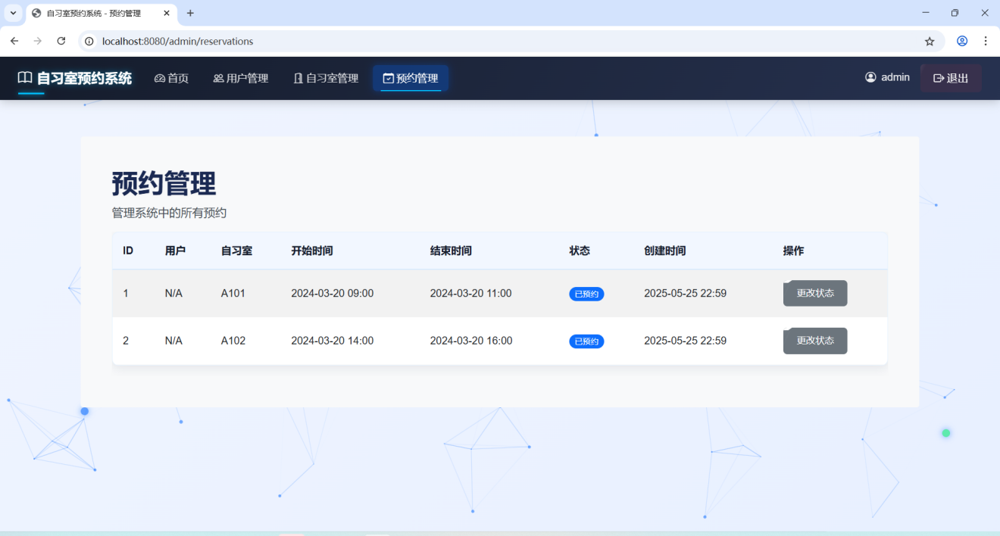 自习室预约系统 - 预约管理
localhost:8080/admin/reservations
自习室预约系统 首页 用户管理 自习室管理 预约管理 admin 退出
预约管理
管理系统中的所有预约
ID 用户 自习室 开始时间 结束时间 状态 创建时间 操作
1 N/A A101 2024-03-20 09:00 2024-03-20 11:00 已预约 2025-05-25 22:59 更改状态
2 N/A A102 2024-03-20 14:00 2024-03-20 16:00 已预约 2025-05-25 22:59 更改状态